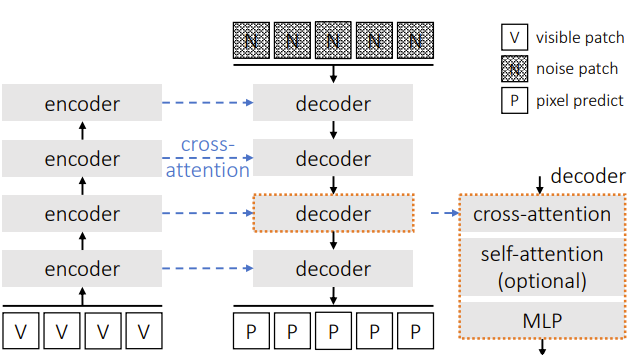 N N N N N
V visible patch
N noise patch
P pixel predict
encoder
decoder
encoder
cross-
attention
decoder
encoder
decoder
encoder
decoder
V V V V
P P P P P
decoder
cross-attention
self-attention
(optional)
MLP